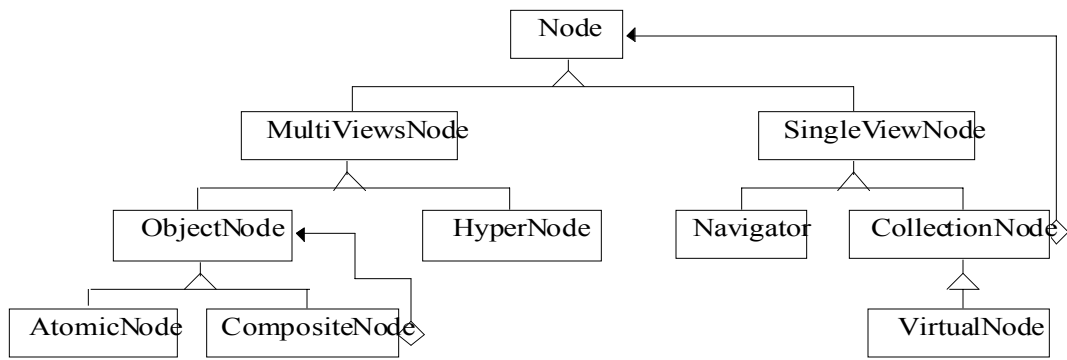 Node
MultiViewsNode
SingleViewNode
ObjectNode
HyperNode
Navigator
CollectionNode
AtomicNode
CompositeNode
VirtualNode